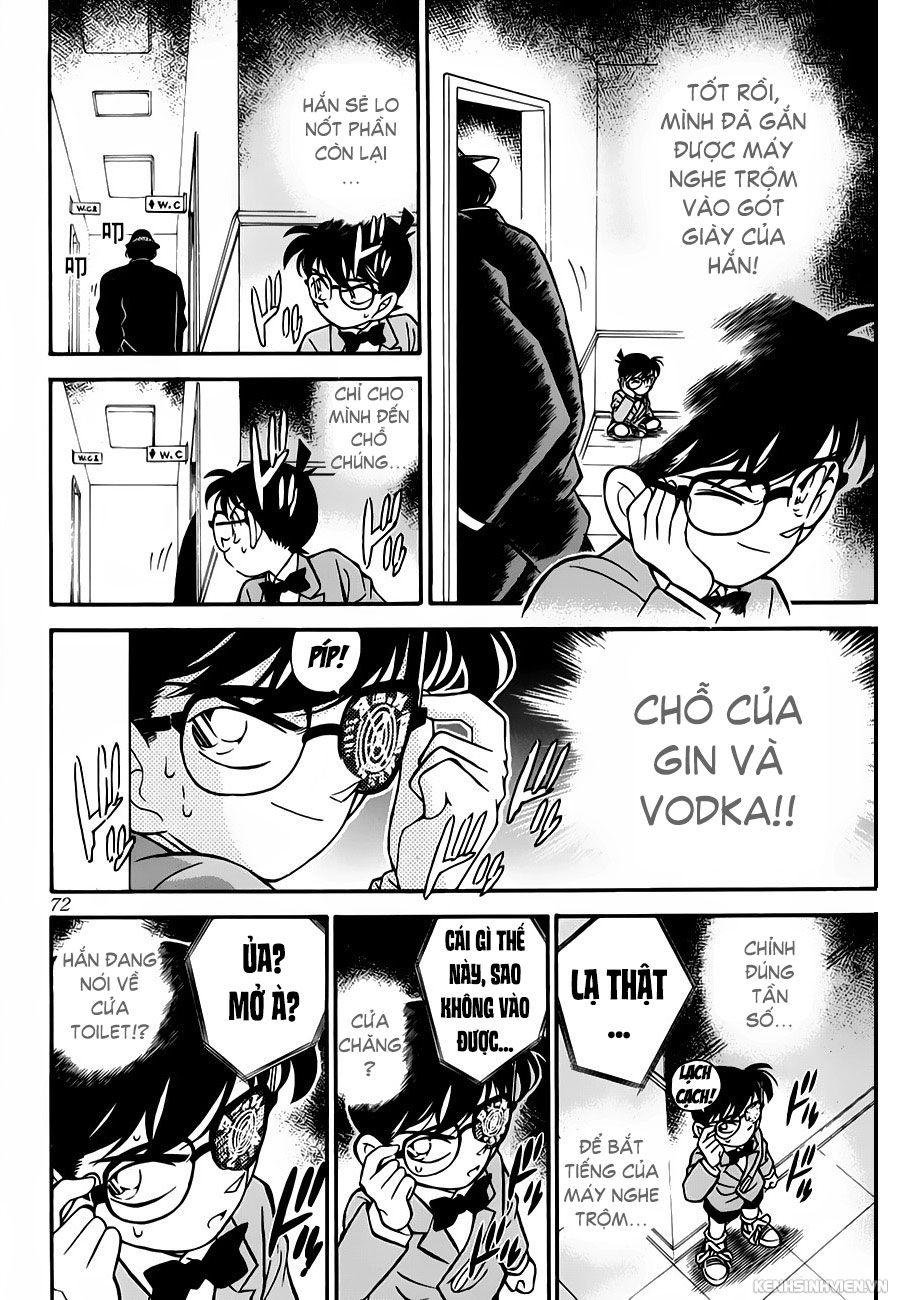 TỐT RỒI,
MÌNH ĐÃ GẮN
ĐƯỢC MÁY
NGHE TRỘM
VÀO GÓT
GIÀY CỦA
HẮN!
HẮN SẼ LO
NỐT PHẦN
CÒN LẠI
...
W.C
W.C
CHỈ CHO
MÌNH ĐẾN
CHỖ
CHÚNG...
W.C
W.C
CHỖ CỦA
GIN VÀ
VODKA!!
PÍP!
72
CHỈNH
ĐÚNG
TẦN
SỐ...
LẠCH
CẠCH!
ĐỂ BẮT
TIẾNG CỦA
MÁY NGHE
TRỘM...
LẠ THẬT
...
CÁI GÌ THẾ
NÀY, SAO
KHÔNG VÀO
ĐƯỢC...
CỬA
CHĂNG
?
ỦA?
MỞ À?
HẮN ĐANG
NÓI VỀ
CỬA
TOILET!?
KENHSINHVIEN.VN